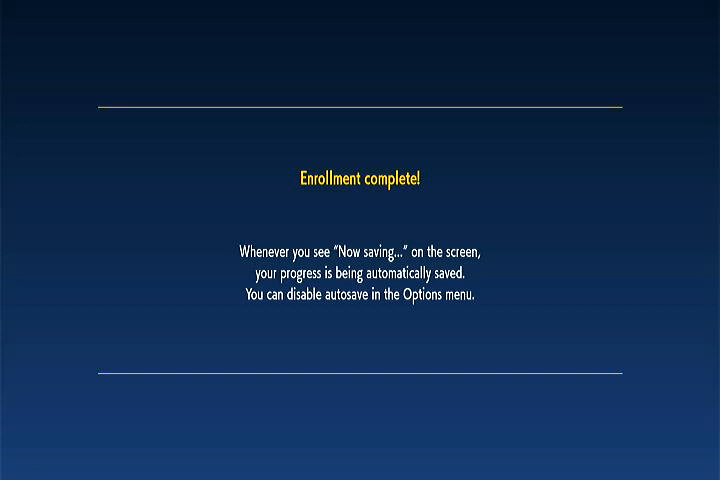 Enrollment complete!
Whenever you see “Now saving...” on the screen,
your progress is being automatically saved.
You can disable autosave in the Options menu.